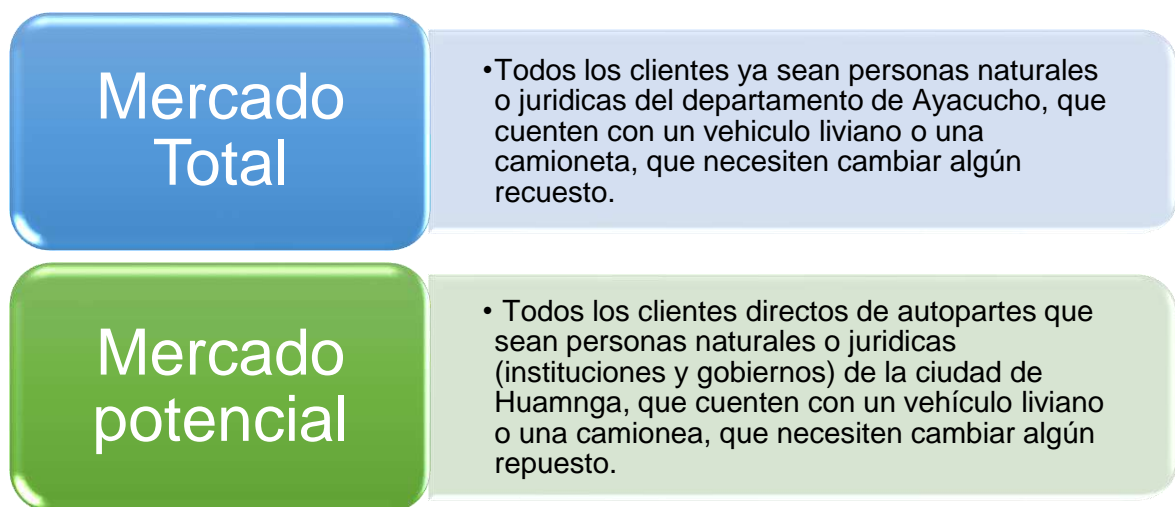 Mercado
Total
•Todos los clientes ya sean personas naturales
o juridicas del departamento de Ayacucho, que
cuenten con un vehiculo liviano o una
camioneta, que necesiten cambiar algún
recuesto.
Mercado
potencial
• Todos los clientes directos de autopartes que
sean personas naturales o juridicas
(instituciones y gobiernos) de la ciudad de
Huamnga, que cuenten con un vehículo liviano
o una camionea, que necesiten cambiar algún
repuesto.